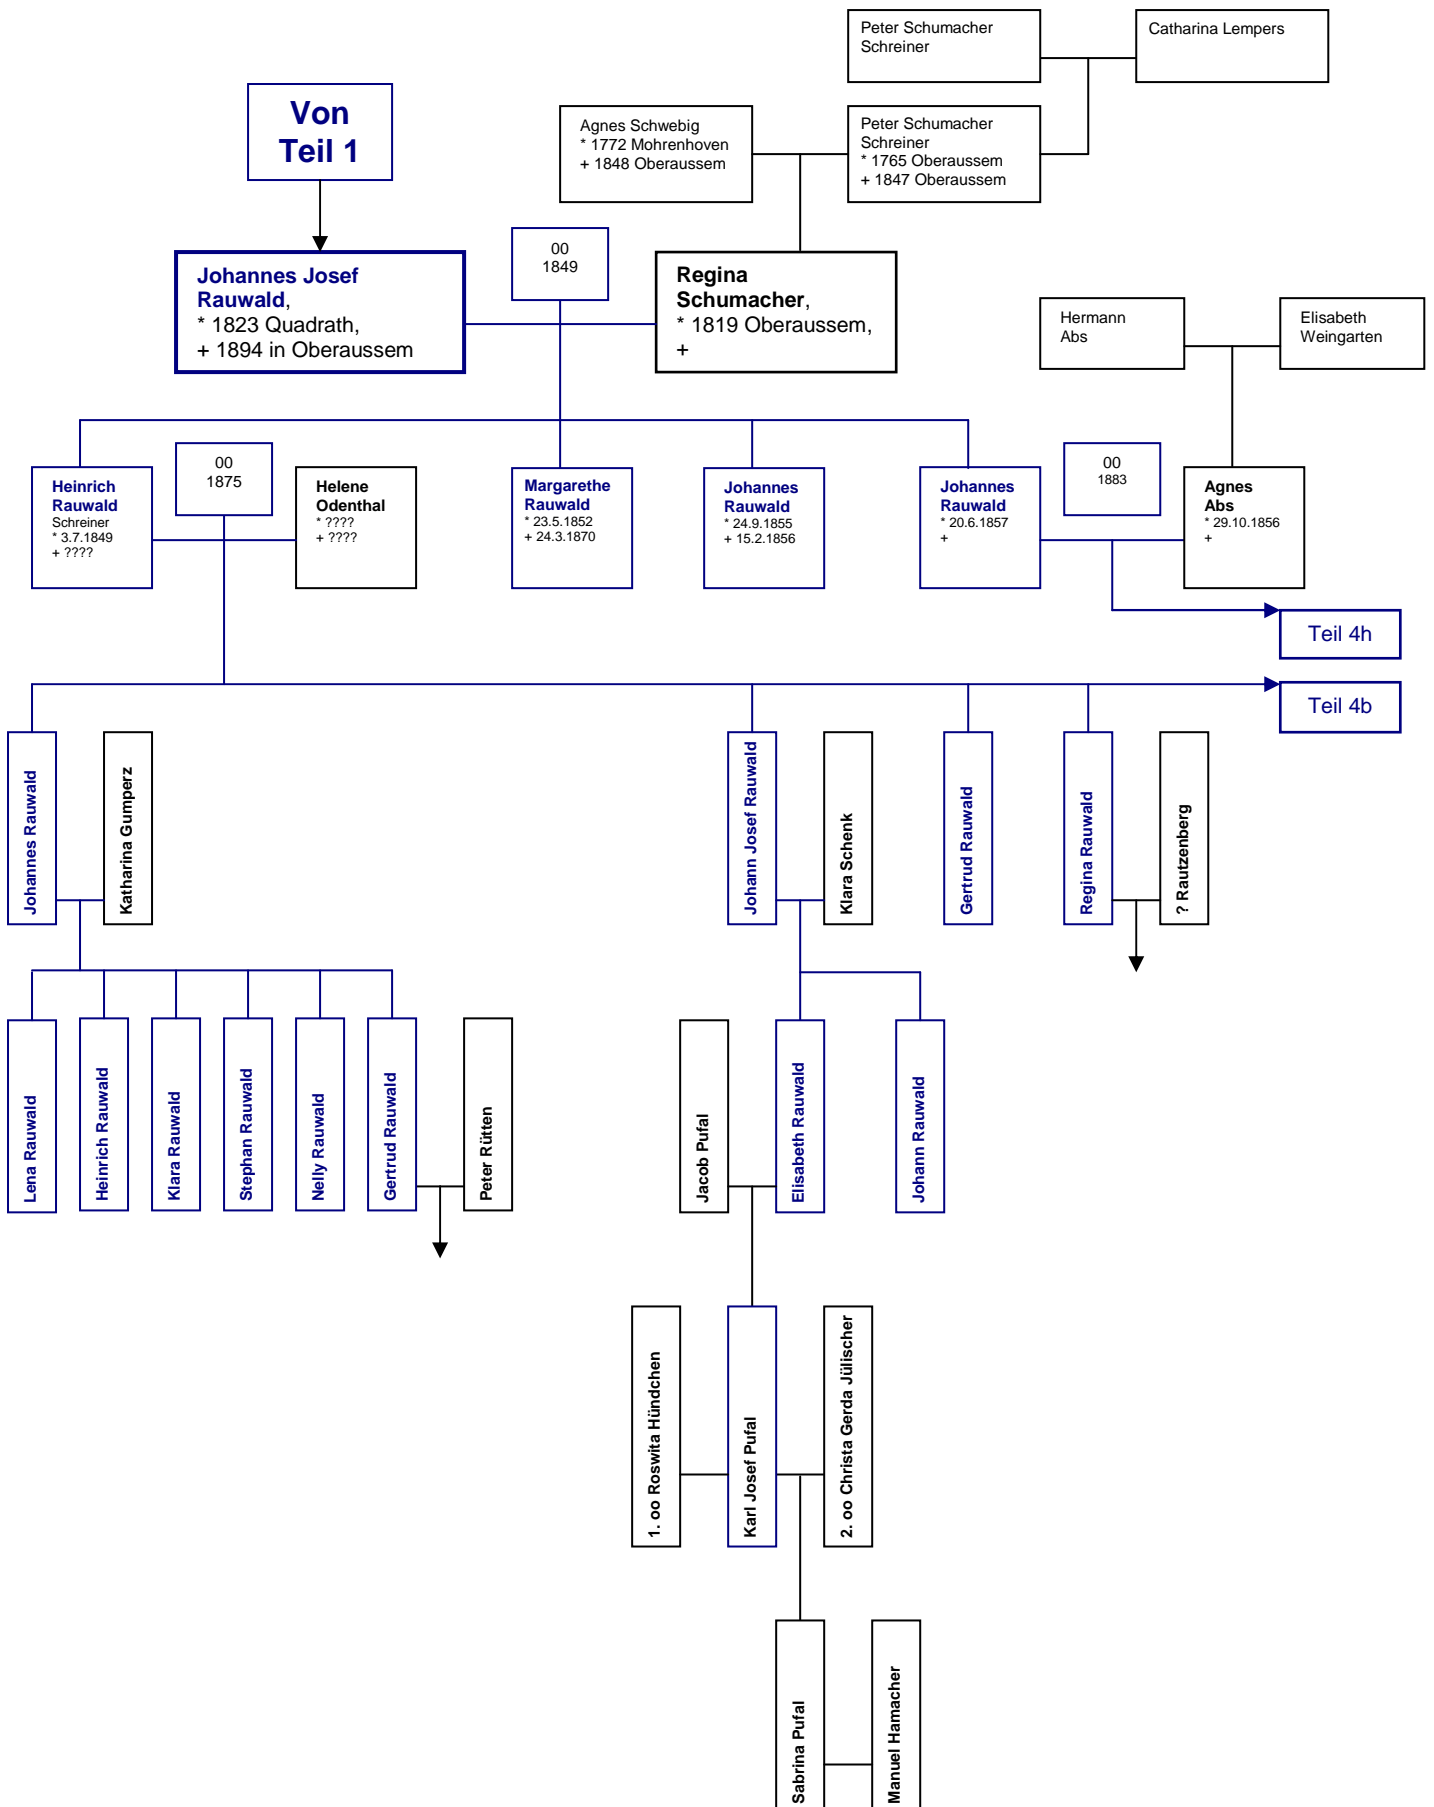 Peter Schumacher
Schreiner
Catharina Lempers
Von
Teil 1
Agnes Schwebig
* 1772 Mohrenhoven
+ 1848 Oberaussem
Peter Schumacher
Schreiner
* 1765 Oberaussem
+ 1847 Oberaussem
Johannes Josef
Rauwald,
* 1823 Quadrath,
+ 1894 in Oberaussem
00
1849
Regina
Schumacher,
* 1819 Oberaussem,
+
Hermann
Abs
Elisabeth
Weingarten
Heinrich
Rauwald
Schreiner
* 3.7.1849
+ ????
00
1875
Helene
Odenthal
* ????
+ ????
Margarethe
Rauwald
* 23.5.1852
+ 24.3.1870
Johannes
Rauwald
* 24.9.1855
+ 15.2.1856
Johannes
Rauwald
* 20.6.1857
+
00
1883
Agnes
Abs
* 29.10.1856
+
Teil 4h
Teil 4b
Johannes Rauwald
Katharina Gumperz
Johann Josef Rauwald
Klara Schenk
Gertrud Rauwald
Regina Rauwald
? Rautzenberg
Lena Rauwald
Heinrich Rauwald
Klara Rauwald
Stephan Rauwald
Nelly Rauwald
Gertrud Rauwald
Peter Rütten
Jacob Pufal
Elisabeth Rauwald
Johann Rauwald
1. oo Roswita Hündchen
Karl Josef Pufal
2. oo Christa Gerda Jülischer
Sabrina Pufal
Manuel Hamacher